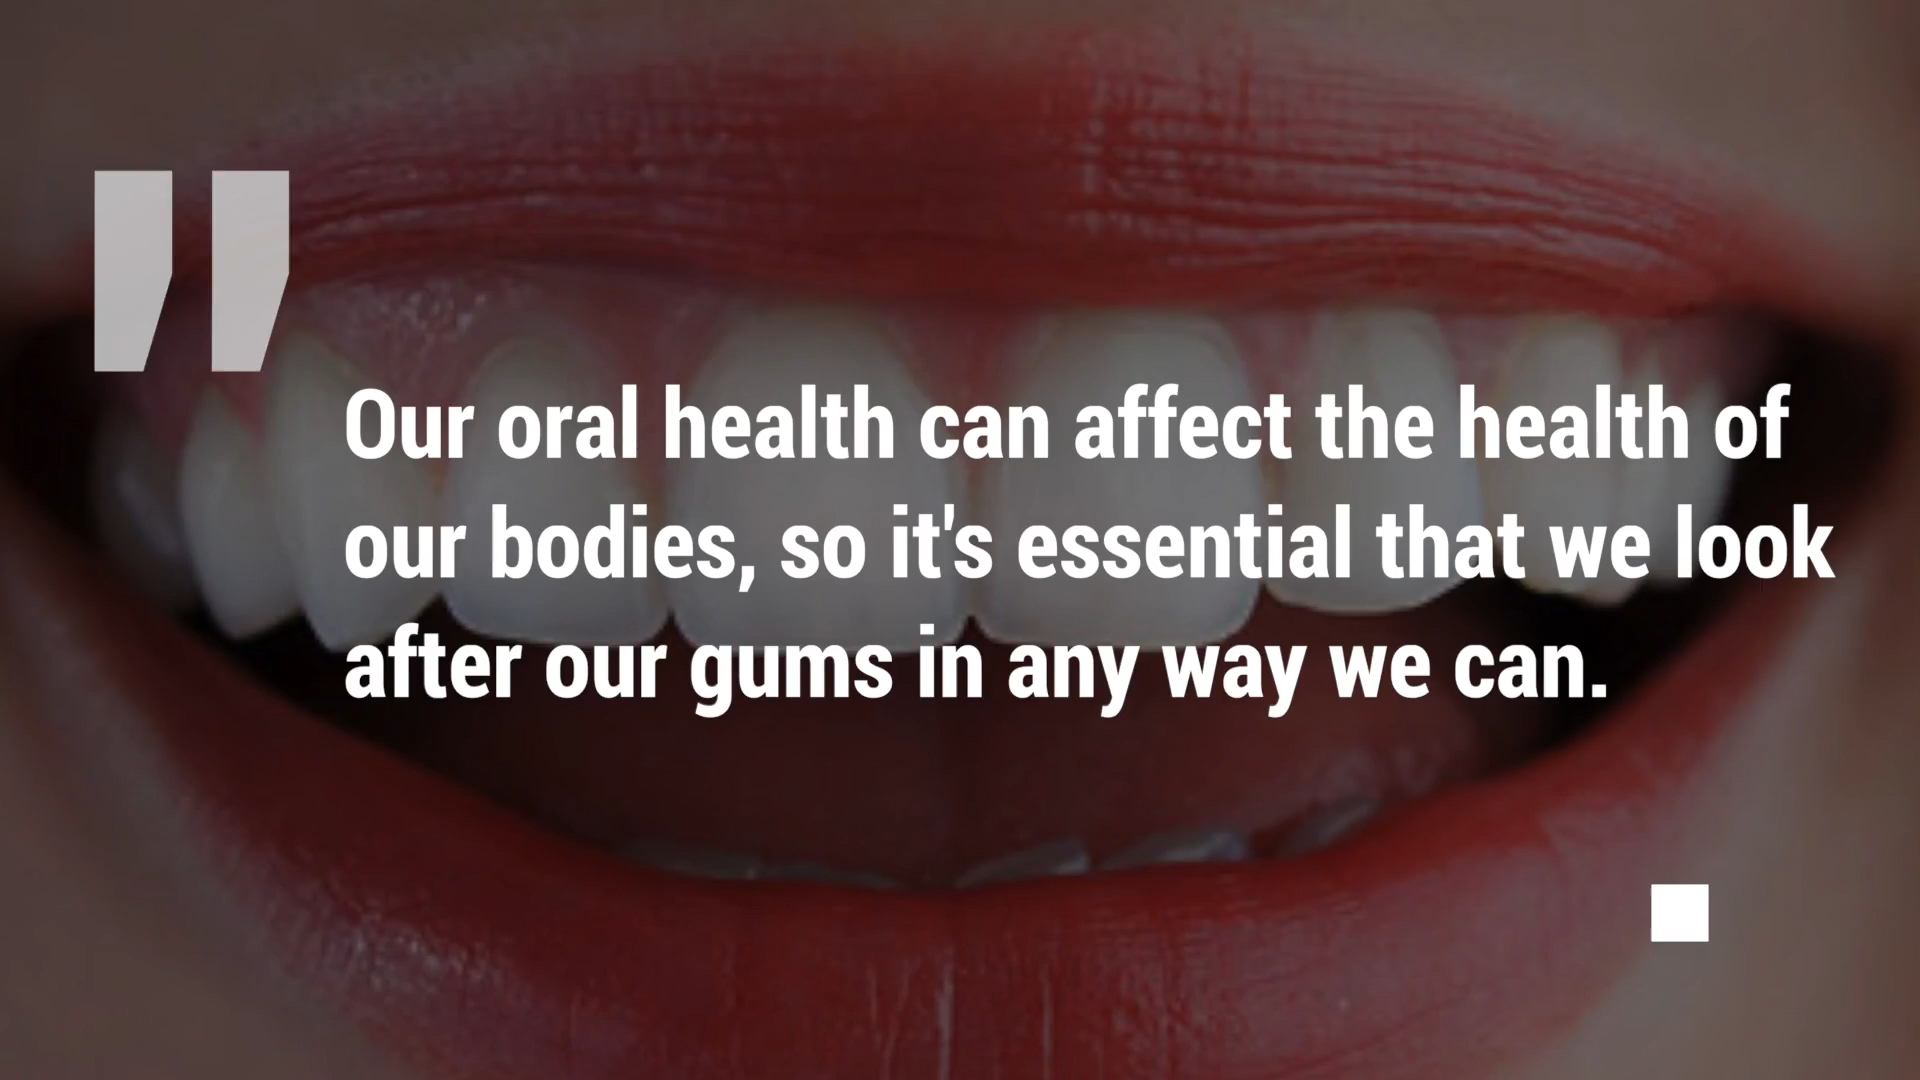 Our oral health can affect the health of
our bodies, so it's essential that we look
after our gums in any way we can.